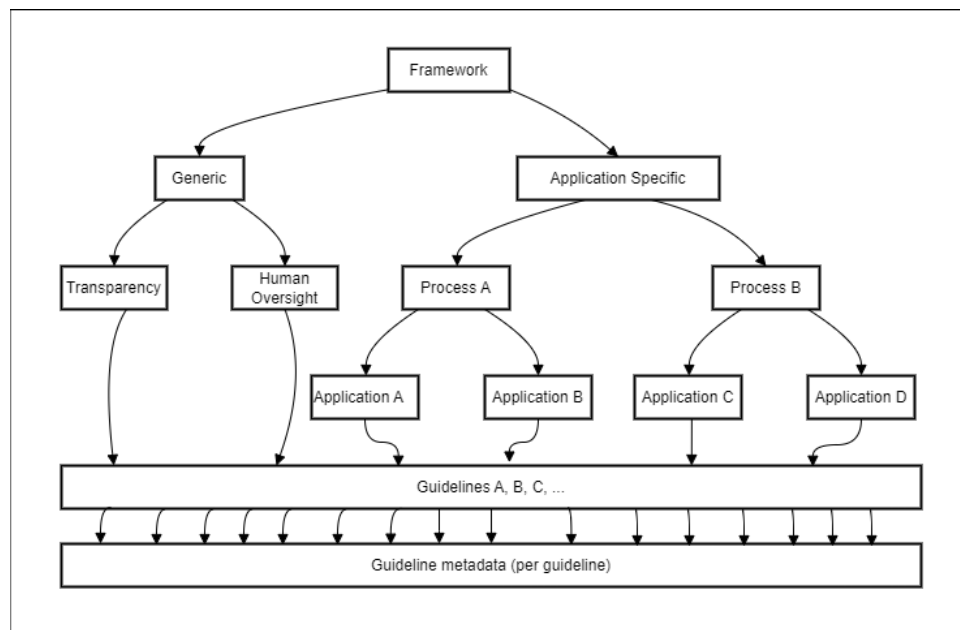 Framework
Generic
Application Specific
Transparency
Human
Oversight
Process A
Process B
Application A
Application B
Application C
Application D
Guidelines A, B, C, ...
Guideline metadata (per guideline)